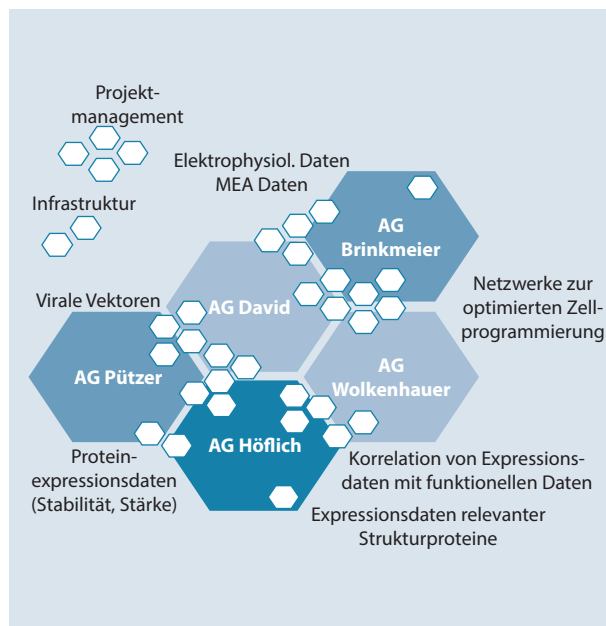 Projekt-
management
Elektrophysiol. Daten
MEA Daten
Infrastruktur
AG
Brinkmeier
Netzwerke zur
optimierten Zell-
programmierung
Virale Vektoren
AG David
AG Pützer
AG
Wolkenhauer
AG Höflich
Protein-
expressionsdaten
(Stabilität, Stärke)
Korrelation von Expressions-
daten mit funktionellen Daten
Expressionsdaten relevanter
Strukturproteine